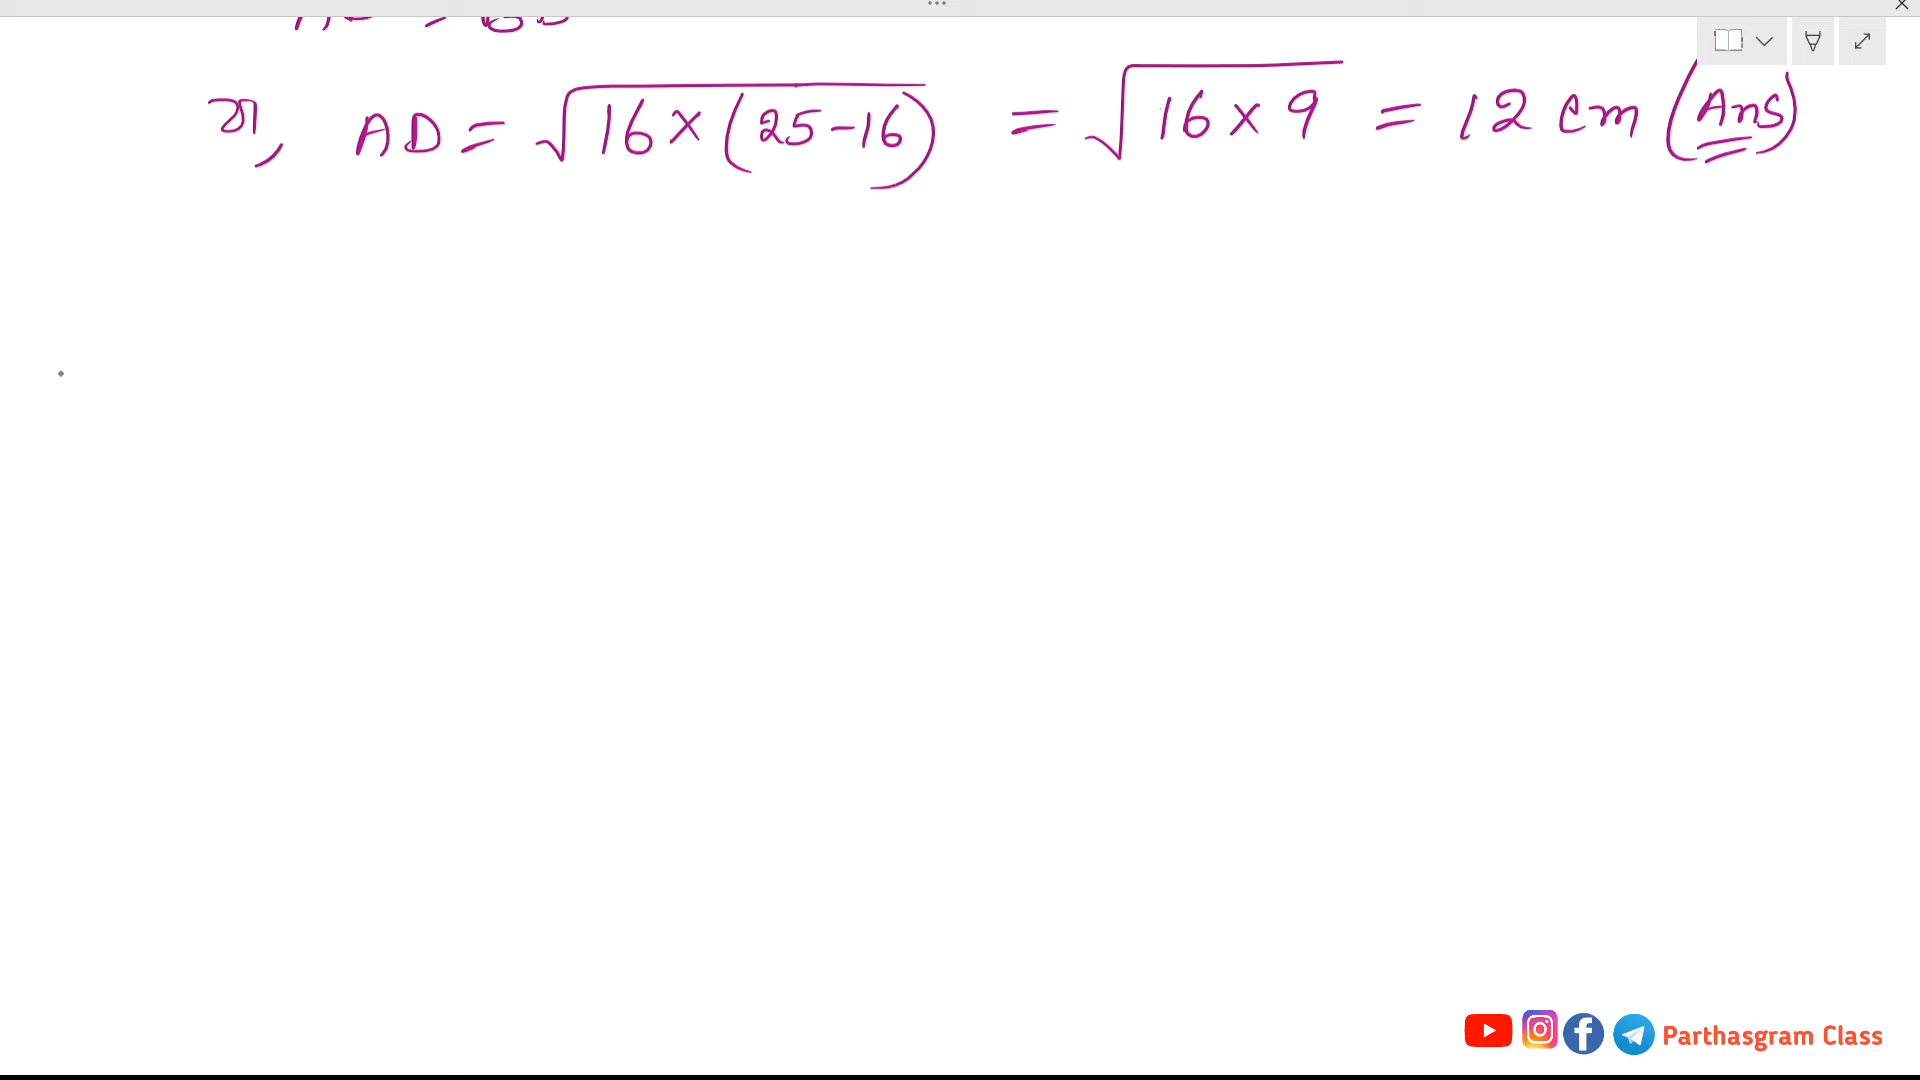 বা, AD = √16 × (25 – 16) = √16 × 9 = 12 cm (Ans)
Parthasgram Class